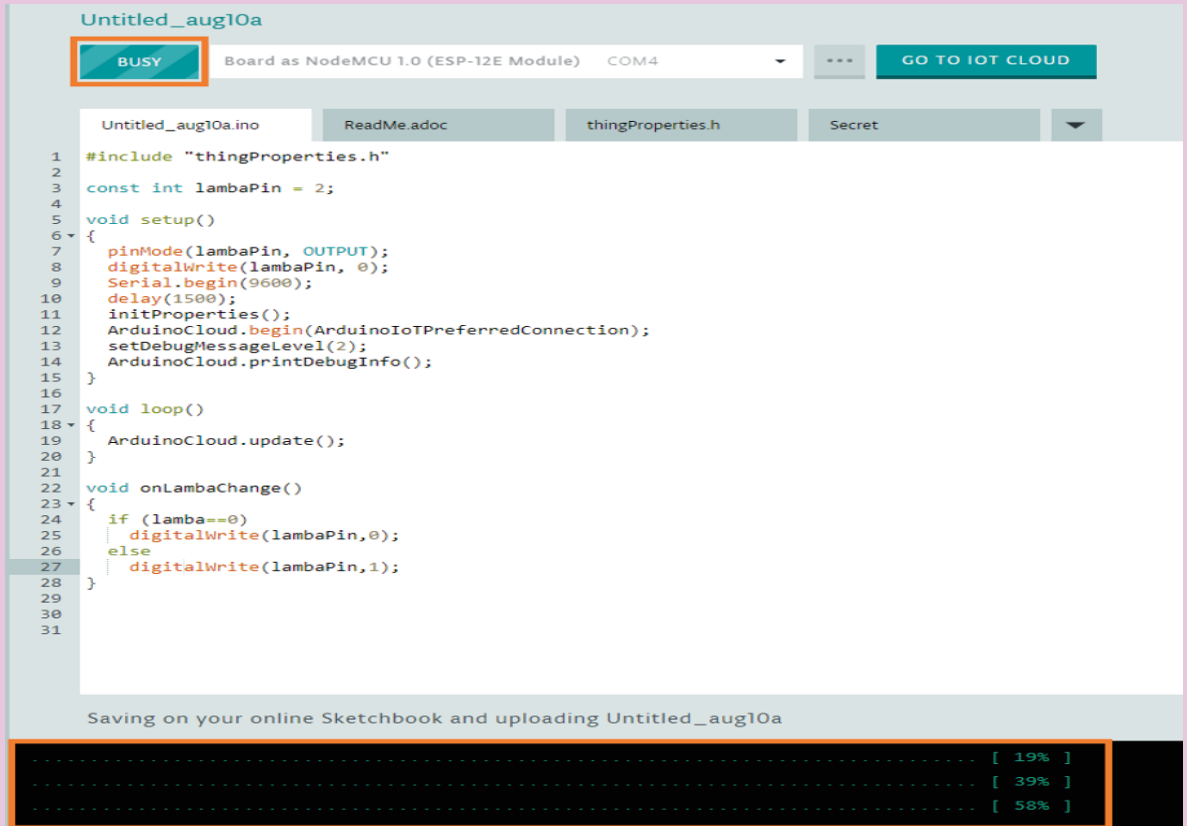 Untitled_aug10a
BUSY Board as NodeMCU 1.0 (ESP-12E Module) COM4 ... GO TO IOT CLOUD
Untitled_aug10a.ino ReadMe.adoc thingProperties.h Secret
1 #include "thingProperties.h"
2
3 const int lambaPin = 2;
4
5 void setup()
6 {
7 pinMode(lambaPin, OUTPUT);
8 digitalWrite(lambaPin, 0);
9 Serial.begin(9600);
10 delay(1500);
11 initProperties();
12 ArduinoCloud.begin(ArduinoIoTPreferredConnection);
13 setDebugMessageLevel(2);
14 ArduinoCloud.printDebugInfo();
15 }
16
17 void loop()
18 {
19 ArduinoCloud.update();
20 }
21
22 void onLambaChange()
23 {
24 if (lamba==0)
25 digitalWrite(lambaPin,0);
26 else
27 digitalWrite(lambaPin,1);
28 }
29
30
31
Saving on your online Sketchbook and uploading Untitled_aug10a
................................................................................ [ 19% ]
................................................................................ [ 39% ]
................................................................................ [ 58% ]